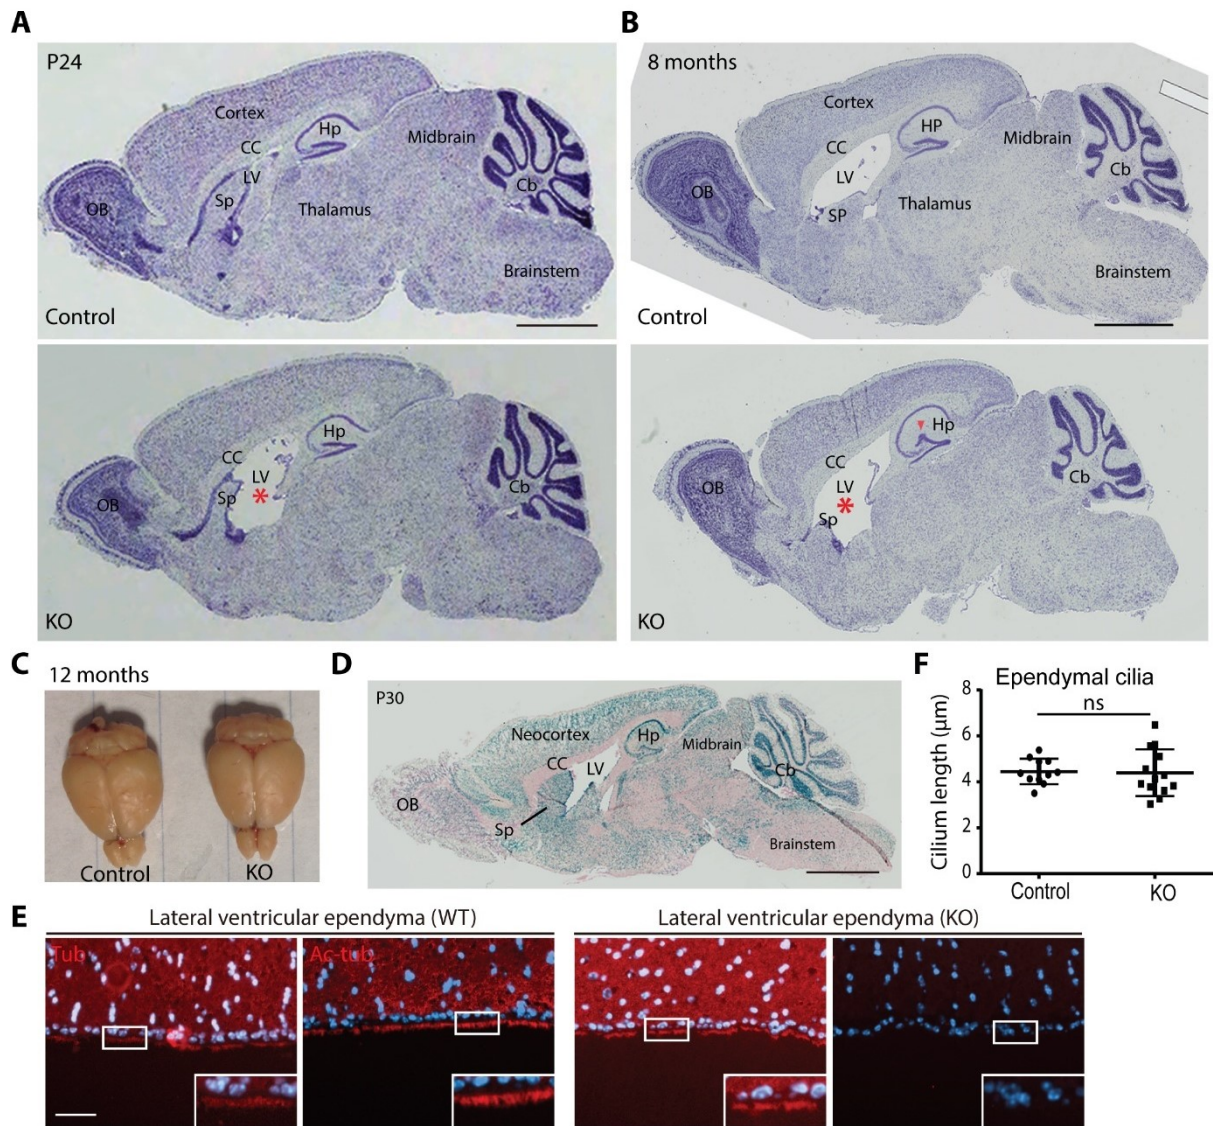 A
P24
Cortex
Hp
CC
LV
Midbrain
Sp
OB
Thalamus
Cb
Brainstem
Control
CC
Hp
LV
*
Sp
OB
Cb
KO
B
8 months
Cortex
HP
CC
LV
Midbrain
OB
SP
Thalamus
Cb
Brainstem
Control
Hp
CC
LV
*
Sp
OB
Cb
KO
C
12 months
Control
KO
D
P30
Neocortex
Hp
Midbrain
CC
LV
Cb
OB
Sp
Brainstem
F
Ephendymal cilia
ns
Cilium length (µm)
8
6
4
2
0
Control
KO
E
Lateral ventricular ependyma (WT)
Lateral ventricular ependyma (KO)
Tub
Ac-tub